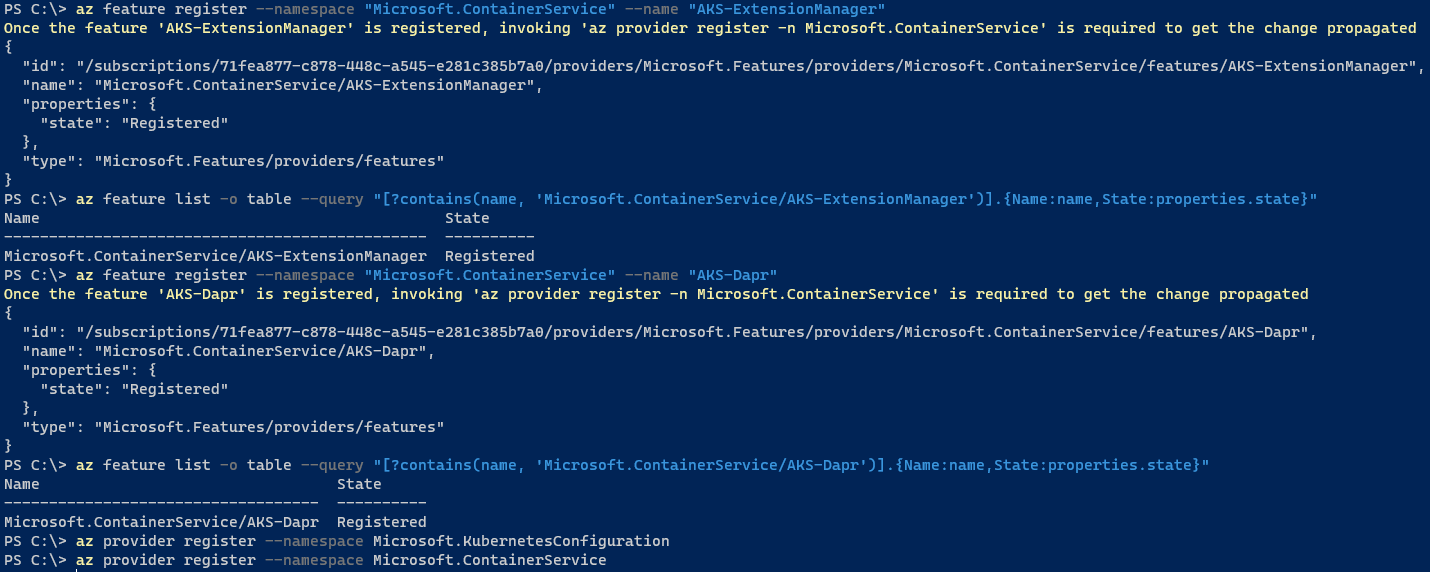 PS C:\> az feature register --namespace "Microsoft.ContainerService" --name "AKS-ExtensionManager"
Once the feature 'AKS-ExtensionManager' is registered, invoking 'az provider register -n Microsoft.ContainerService' is required to get the change propagated
{
  "id": "/subscriptions/71fea877-c878-448c-a545-e281c385b7a0/providers/Microsoft.Features/providers/Microsoft.ContainerService/features/AKS-ExtensionManager",
  "name": "Microsoft.ContainerService/AKS-ExtensionManager",
  "properties": {
    "state": "Registered"
  },
  "type": "Microsoft.Features/providers/features"
}
PS C:\> az feature list -o table --query "[?contains(name, 'Microsoft.ContainerService/AKS-ExtensionManager')].{Name:name,State:properties.state}"
Name                                             State
-----------------------------------------------  ----------
Microsoft.ContainerService/AKS-ExtensionManager  Registered
PS C:\> az feature register --namespace "Microsoft.ContainerService" --name "AKS-Dapr"
Once the feature 'AKS-Dapr' is registered, invoking 'az provider register -n Microsoft.ContainerService' is required to get the change propagated
{
  "id": "/subscriptions/71fea877-c878-448c-a545-e281c385b7a0/providers/Microsoft.Features/providers/Microsoft.ContainerService/features/AKS-Dapr",
  "name": "Microsoft.ContainerService/AKS-Dapr",
  "properties": {
    "state": "Registered"
  },
  "type": "Microsoft.Features/providers/features"
}
PS C:\> az feature list -o table --query "[?contains(name, 'Microsoft.ContainerService/AKS-Dapr')].{Name:name,State:properties.state}"
Name                                 State
-----------------------------------  ----------
Microsoft.ContainerService/AKS-Dapr  Registered
PS C:\> az provider register --namespace Microsoft.KubernetesConfiguration
PS C:\> az provider register --namespace Microsoft.ContainerService